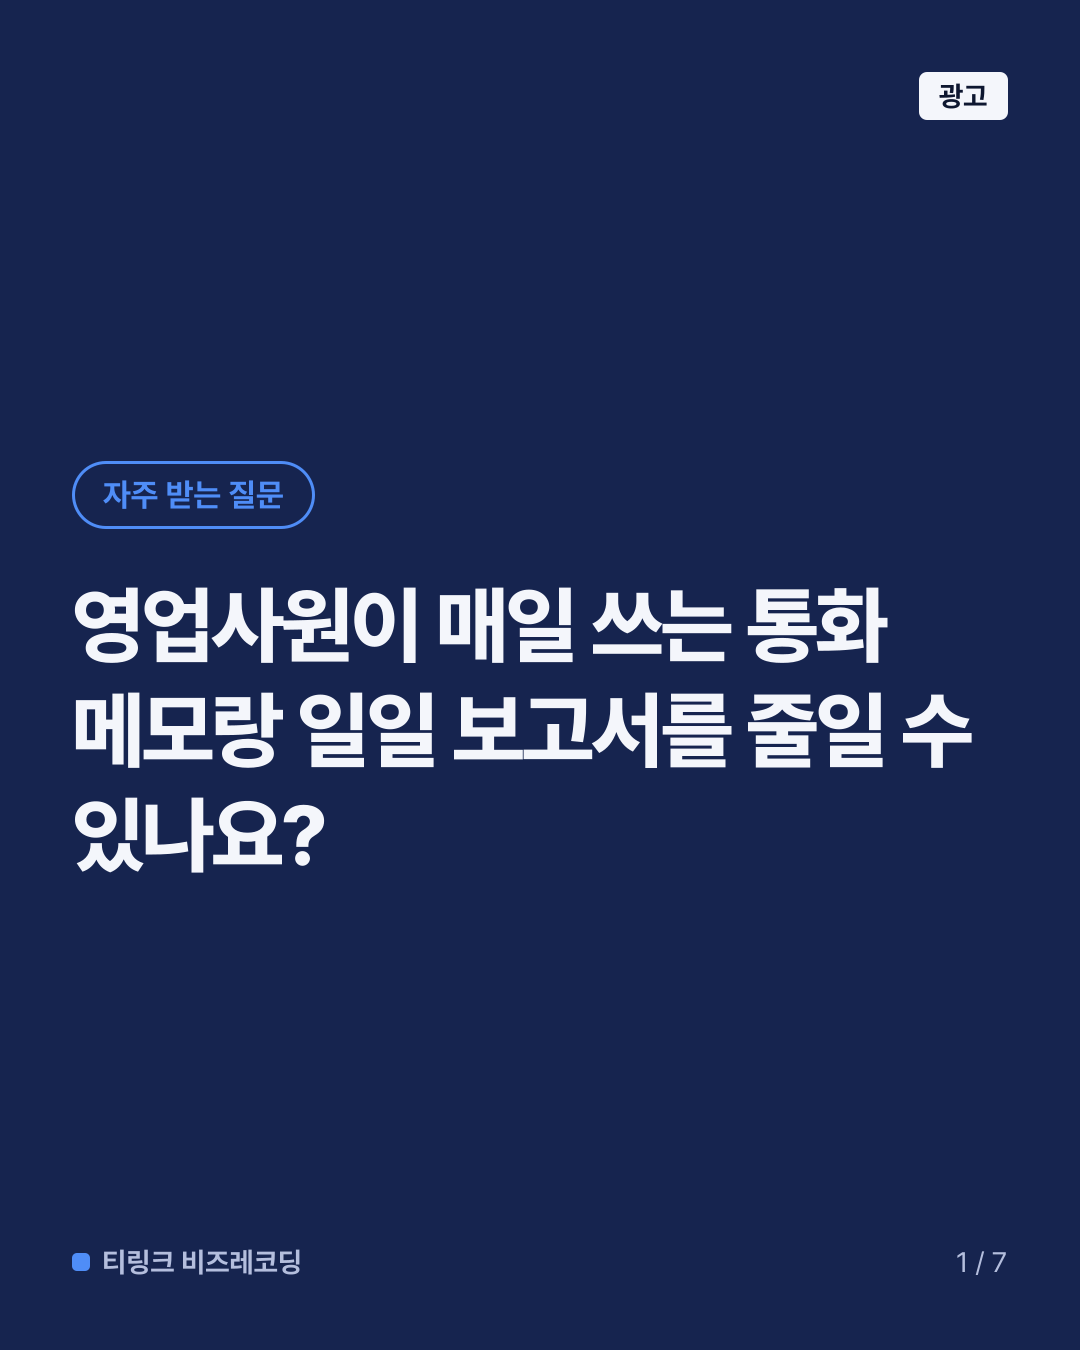 광고
자주 받는 질문
영업사원이 매일 쓰는 통화
메모랑 일일 보고서를 줄일 수
있나요?
티링크 비즈레코딩
1 / 7